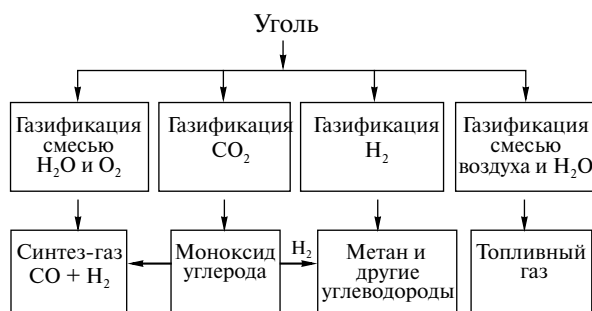 Уголь
Газификация
смесью
H₂O и O₂
Газификация
CO₂
Газификация
H₂
Газификация
смесью
воздуха и H₂O
Синтез-газ
CO + H₂
Моноксид
углерода
H₂
Метан и
другие
углеводороды
Топливный
газ